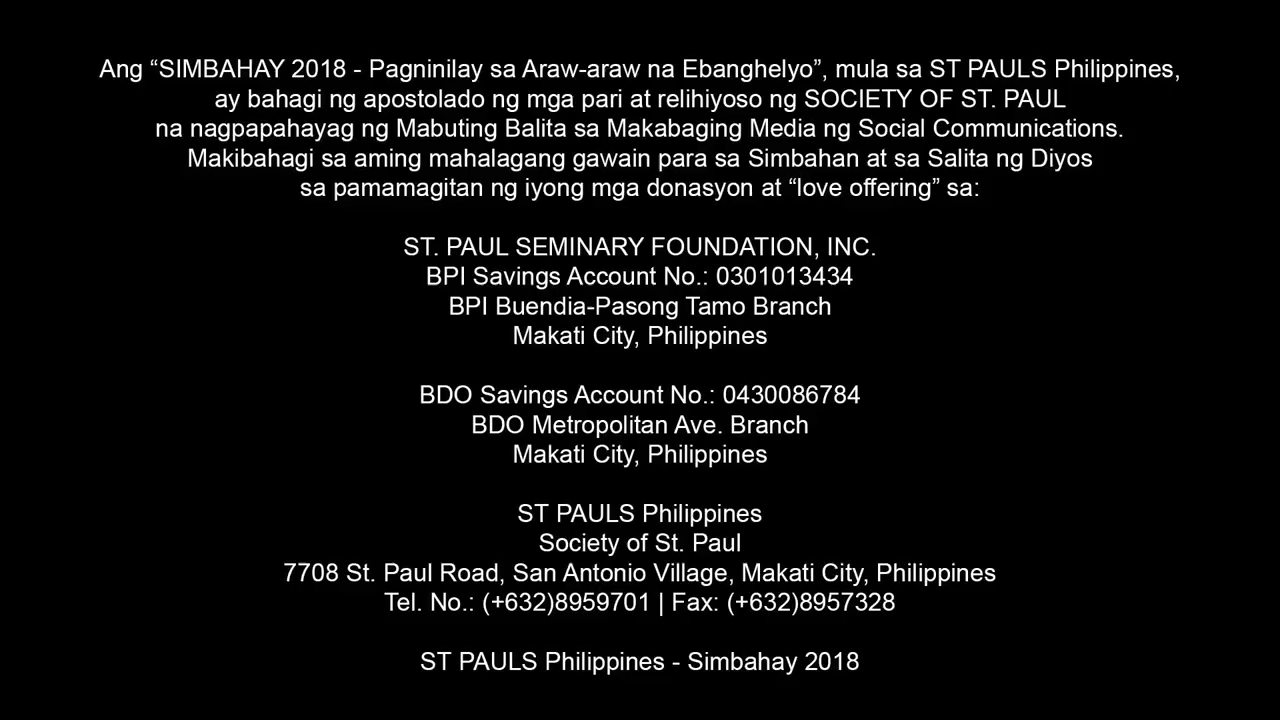 Ang “SIMBAHAY 2018 - Pagninilay sa Araw-araw na Ebanghelyo”, mula sa ST PAULS Philippines,
ay bahagi ng apostolado ng mga pari at relihiyoso ng SOCIETY OF ST. PAUL
na nagpapahayag ng Mabuting Balita sa Makabaging Media ng Social Communications.
Makibahagi sa aming mahalagang gawain para sa Simbahan at sa Salita ng Diyos
sa pamamagitan ng iyong mga donasyon at “love offering” sa:
ST. PAUL SEMINARY FOUNDATION, INC.
BPI Savings Account No.: 0301013434
BPI Buendia-Pasong Tamo Branch
Makati City, Philippines
BDO Savings Account No.: 0430086784
BDO Metropolitan Ave. Branch
Makati City, Philippines
ST PAULS Philippines
Society of St. Paul
7708 St. Paul Road, San Antonio Village, Makati City, Philippines
Tel. No.: (+632)8959701 | Fax: (+632)8957328
ST PAULS Philippines - Simbahay 2018